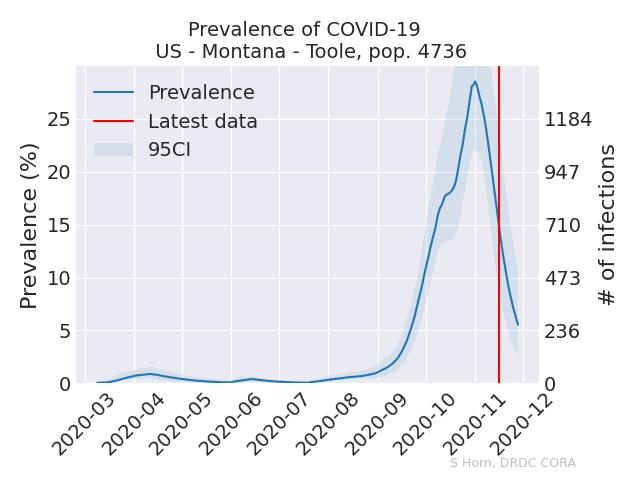 Prevalence of COVID-19
US - Montana - Toole, pop. 4736
Prevalence
Latest data
95CI
Prevalence (%)
25
20
15
10
5
0
1184
947
710
473
236
0
# of infections
2020-03
2020-04
2020-05
2020-06
2020-07
2020-08
2020-09
2020-10
2020-11
2020-12
S Horn, DRDC CORA